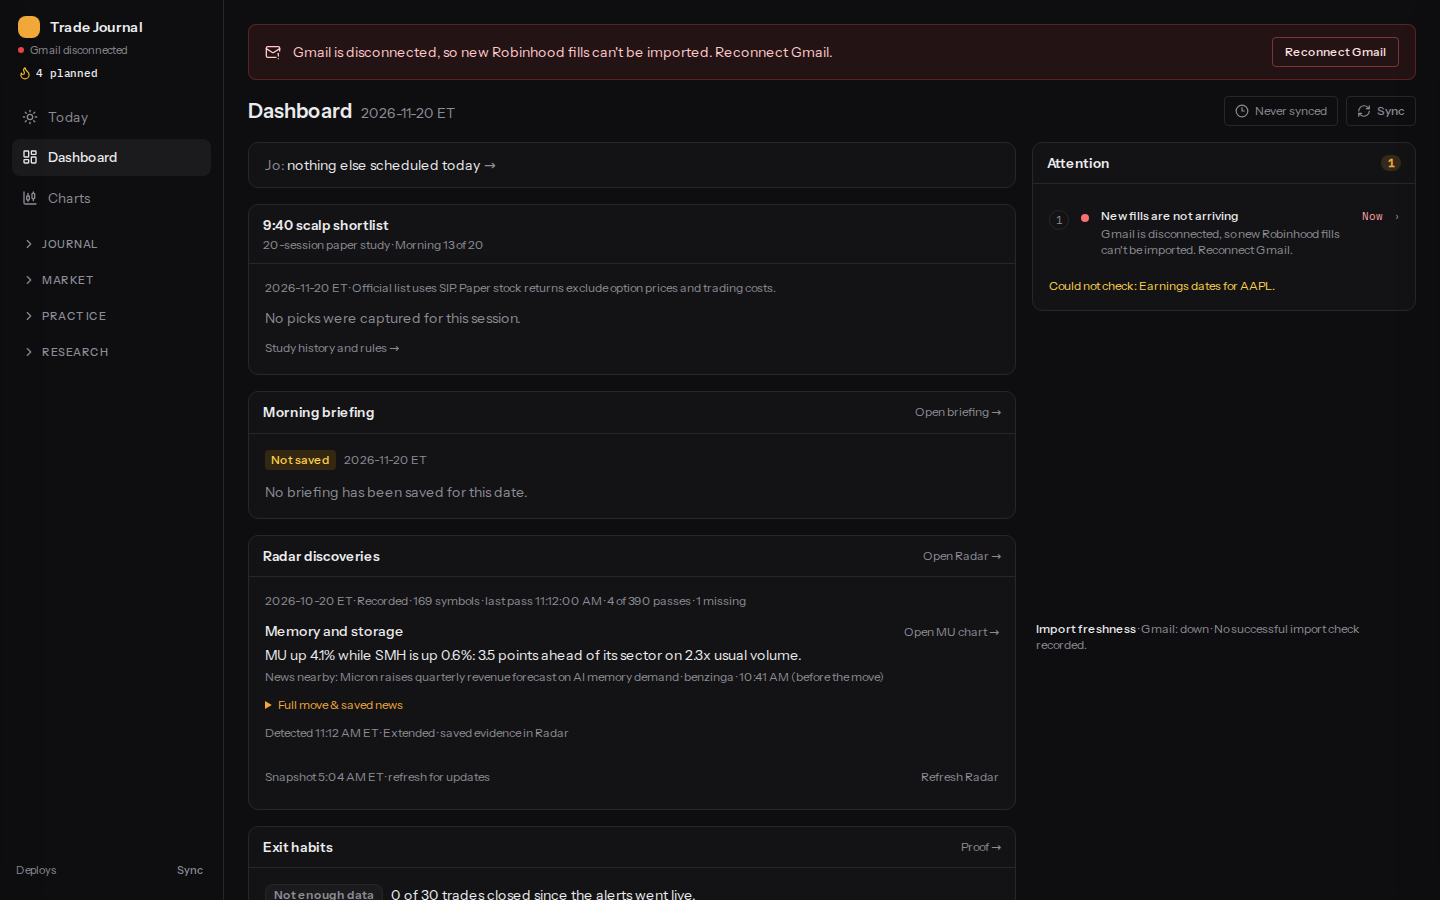 Trade Journal
Gmail disconnected
4 planned
Today
Dashboard
Charts
JOURNAL
MARKET
PRACTICE
RESEARCH
Deploys
Sync
Gmail is disconnected, so new Robinhood fills can't be imported. Reconnect Gmail.
Reconnect Gmail
Dashboard 2026-11-20 ET
Never synced
Sync
Jo: nothing else scheduled today →
9:40 scalp shortlist
20-session paper study · Morning 13 of 20
2026-11-20 ET · Official list uses SIP. Paper stock returns exclude option prices and trading costs.
No picks were captured for this session.
Study history and rules →
Morning briefing
Open briefing →
Not saved 2026-11-20 ET
No briefing has been saved for this date.
Radar discoveries
Open Radar →
2026-10-20 ET · Recorded · 169 symbols · last pass 11:12:00 AM · 4 of 390 passes · 1 missing
Memory and storage
Open MU chart →
MU up 4.1% while SMH is up 0.6%: 3.5 points ahead of its sector on 2.3x usual volume.
News nearby: Micron raises quarterly revenue forecast on AI memory demand · benzinga · 10:41 AM (before the move)
Full move & saved news
Detected 11:12 AM ET · Extended · saved evidence in Radar
Snapshot 5:04 AM ET · refresh for updates
Refresh Radar
Exit habits
Proof →
Not enough data 0 of 30 trades closed since the alerts went live.
Attention
1
1
New fills are not arriving
Now ›
Gmail is disconnected, so new Robinhood fills
can't be imported. Reconnect Gmail.
Could not check: Earnings dates for AAPL.
Import freshness · Gmail: down · No successful import check
recorded.